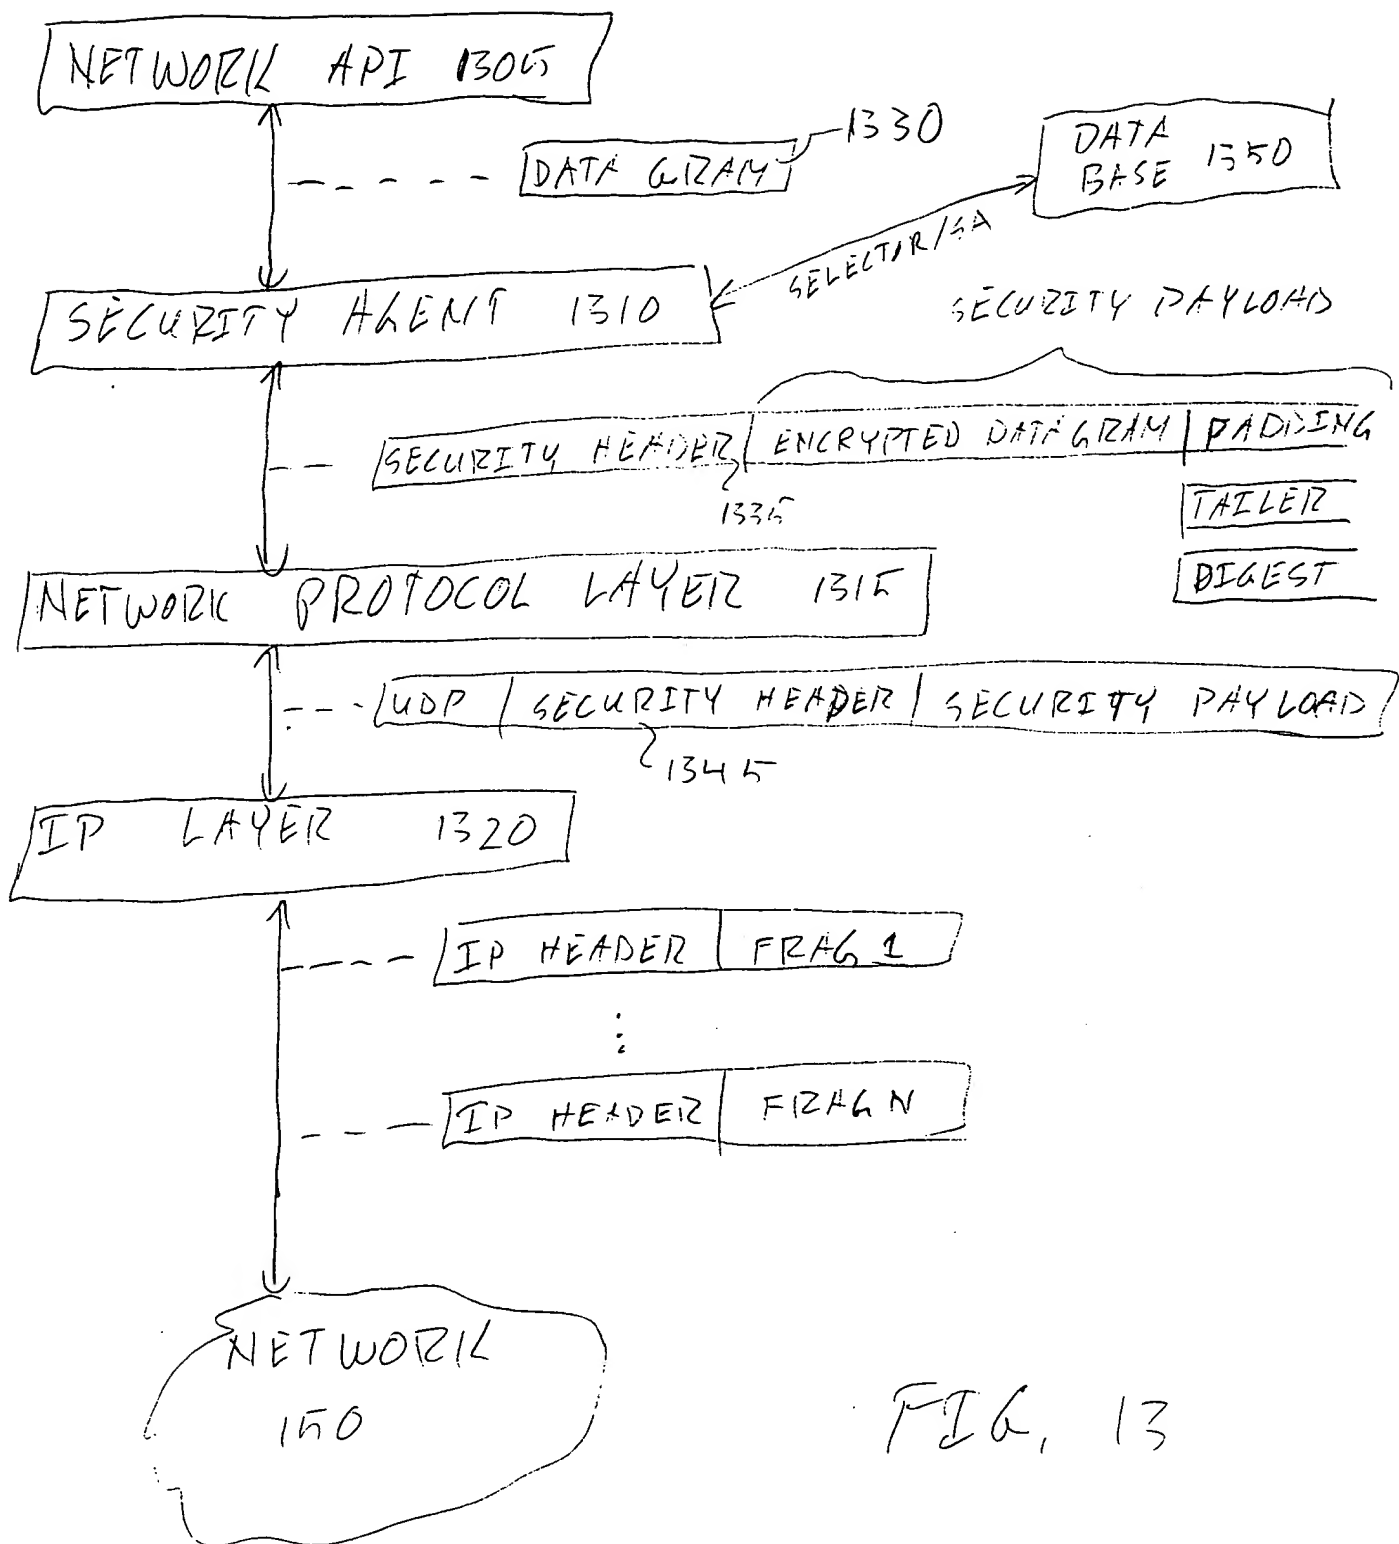 NETWORK API 1305
1330
DATA GRAM
DATA
BASE 1350
SELECTOR/SA
SECURITY AGENT 1310
SECURITY PAYLOAD
SECURITY HEADER | ENCRYPTED DATAGRAM | PADDING
1335
TAILER
DIGEST
NETWORK PROTOCOL LAYER 1315
UDP | SECURITY HEADER | SECURITY PAYLOAD
1345
IP LAYER 1320
IP HEADER | FRAG 1
IP HEADER | FRAG N
NETWORK
150
FIG. 13